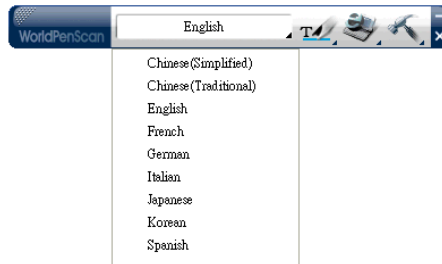 WorldPenScan
English
T
Chinese(Simplified)
Chinese(Traditional)
English
French
German
Italian
Japanese
Korean
Spanish